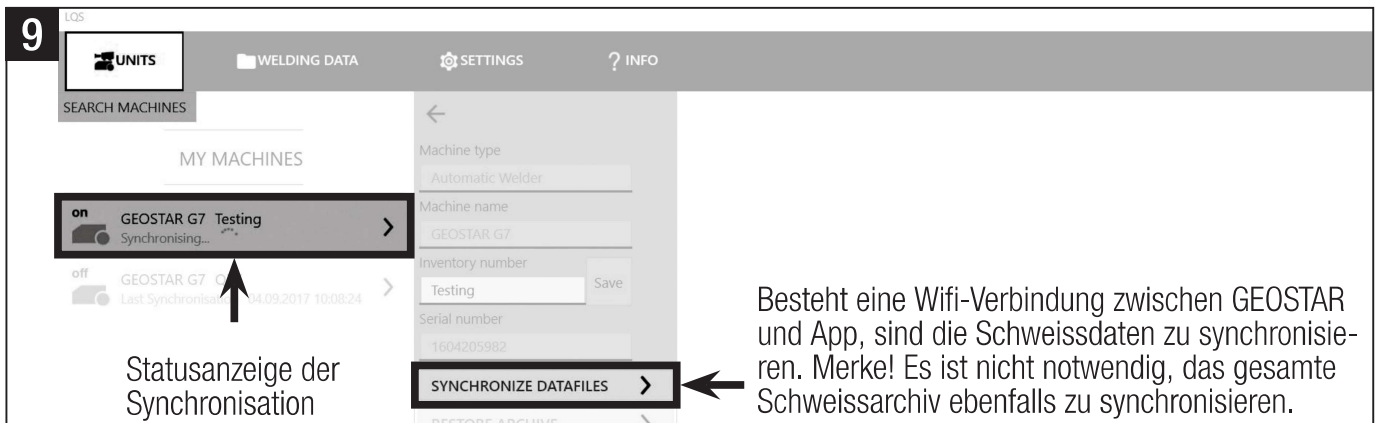 9
LQS
UNITS
WELDING DATA
SETTINGS
? INFO
SEARCH MACHINES
MY MACHINES
on
GEOSTAR G7 Testing
Synchronising...
off
GEOSTAR G7
Last Synchronisation 04.09.2017 10:08:24
Statusanzeige der
Synchronisation
Machine type
Automatic Welder
Machine name
GEOSTAR G7
Inventory number
Testing
Save
Serial number
1604205982
SYNCHRONIZE DATAFILES
RESTORE ARCHIVE
Besteht eine Wifi-Verbindung zwischen GEOSTAR
und App, sind die Schweissdaten zu synchronisie-
ren. Merke! Es ist nicht notwendig, das gesamte
Schweissarchiv ebenfalls zu synchronisieren.